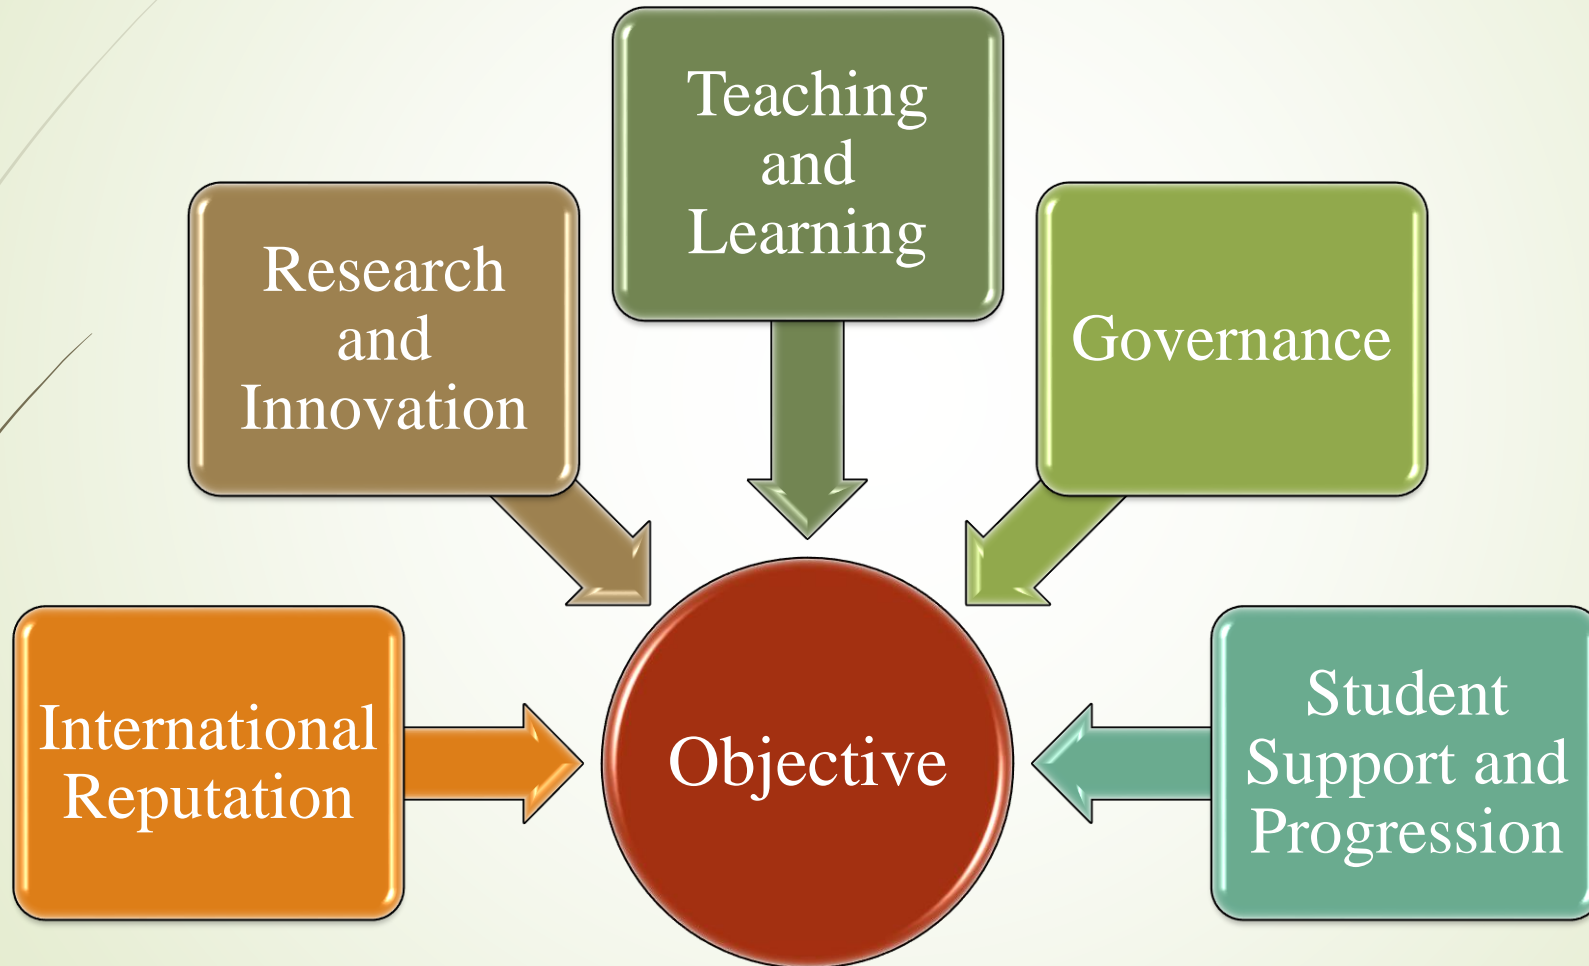 Teaching
and
Learning
Research
and
Innovation
Governance
International
Reputation
Objective
Student
Support and
Progression